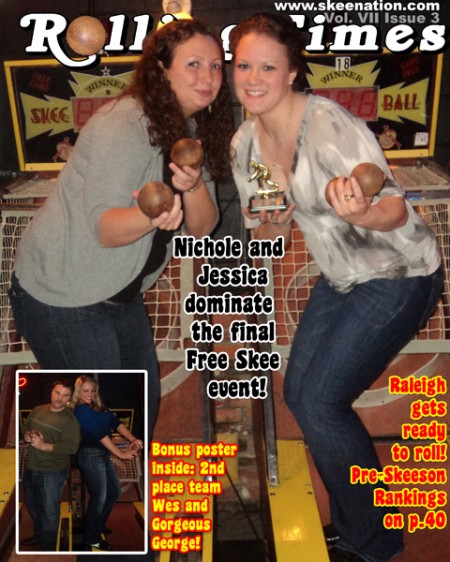 www.skeenation.com
Vol. VII Issue 3
Rolling Times
WINNER
SKEE
18
WINNER
BALL
Nichole and
Jessica
dominate
the final
Free Skee
event!
Raleigh
gets
ready
to roll!
Pre-Skeeson
Rankings
on p.40
Bonus poster
inside: 2nd
place team
Wes and
Gorgeous
George!